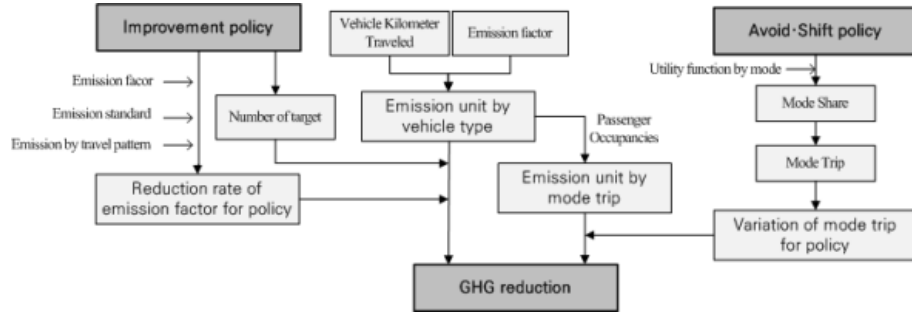 Improvement policy
Vehicle Kilometer
Traveled
Emission factor
Avoid·Shift policy
Emission facor
Utility function by mode
Emission standard
Number of target
Emission unit by
vehicle type
Passenger
Occupancies
Mode Share
Emission by travel pattern
Mode Trip
Reduction rate of
emission factor for policy
Emission unit by
mode trip
Variation of mode trip
for policy
GHG reduction